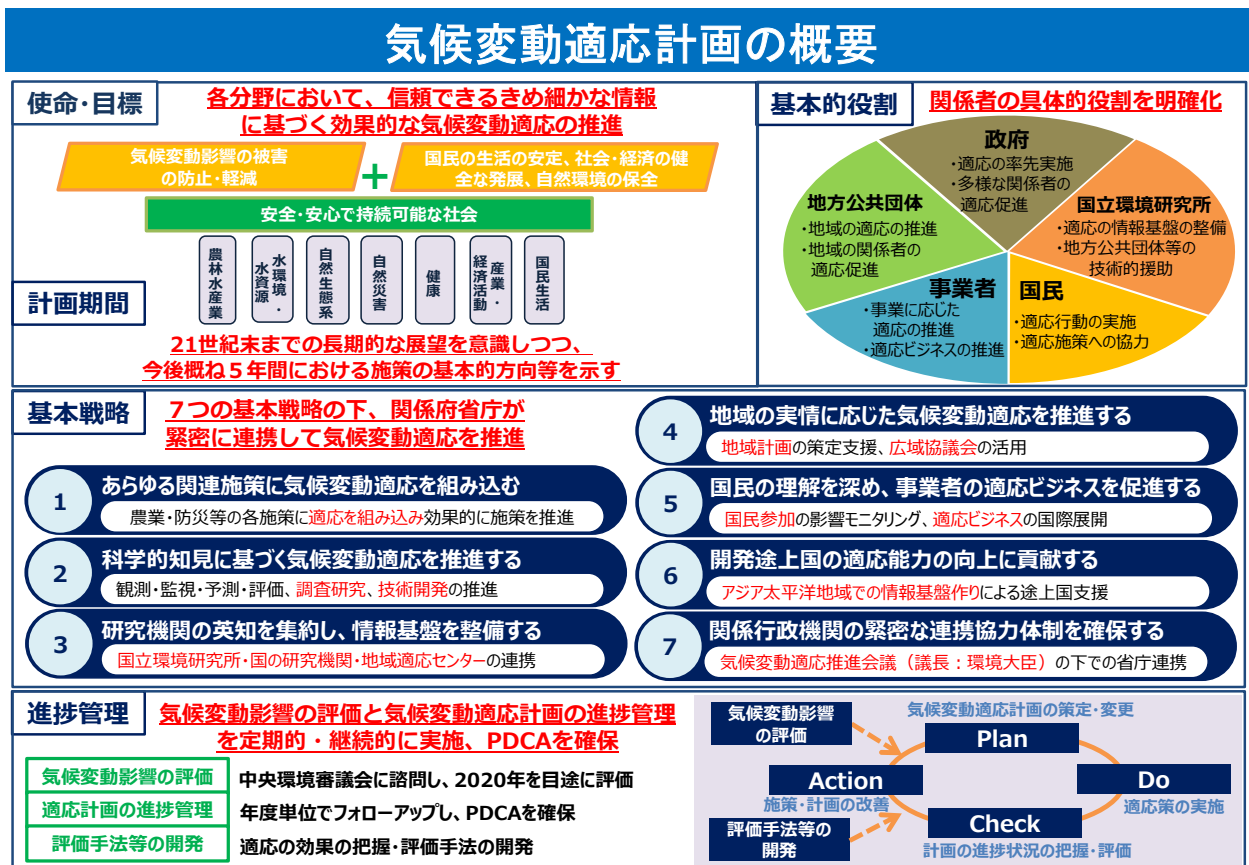 気候変動適応計画の概要
使命・目標
各分野において、信頼できるきめ細かな情報
に基づく効果的な気候変動適応の推進
気候変動影響の被害
の防止・軽減
+
国民の生活の安定、社会・経済の健
全な発展、自然環境の保全
安全・安心で持続可能な社会
農林水産業
水環境・
水資源
自然生態系
自然災害
健康
産業・
経済活動
国民生活
計画期間
21世紀末までの長期的な展望を意識しつつ、
今後概ね５年間における施策の基本的方向等を示す
基本的役割
関係者の具体的役割を明確化
政府
・適応の率先実施
・多様な関係者の
適応促進
地方公共団体
・地域の適応の推進
・地域の関係者の
適応促進
国立環境研究所
・適応の情報基盤の整備
・地方公共団体等の
技術的援助
事業者
・事業に応じた
適応の推進
・適応ビジネスの推進
国民
・適応行動の実施
・適応施策への協力
基本戦略
７つの基本戦略の下、関係府省庁が
緊密に連携して気候変動適応を推進
1
あらゆる関連施策に気候変動適応を組み込む
農業・防災等の各施策に適応を組み込み効果的に施策を推進
2
科学的知見に基づく気候変動適応を推進する
観測・監視・予測・評価、調査研究、技術開発の推進
3
研究機関の英知を集約し、情報基盤を整備する
国立環境研究所・国の研究機関・地域適応センターの連携
4
地域の実情に応じた気候変動適応を推進する
地域計画の策定支援、広域協議会の活用
5
国民の理解を深め、事業者の適応ビジネスを促進する
国民参加の影響モニタリング、適応ビジネスの国際展開
6
開発途上国の適応能力の向上に貢献する
アジア太平洋地域での情報基盤作りによる途上国支援
7
関係行政機関の緊密な連携協力体制を確保する
気候変動適応推進会議（議長：環境大臣）の下での省庁連携
進捗管理
気候変動影響の評価と気候変動適応計画の進捗管理
を定期的・継続的に実施、PDCAを確保
気候変動影響の評価
中央環境審議会に諮問し、2020年を目途に評価
適応計画の進捗管理
年度単位でフォローアップし、PDCAを確保
評価手法等の開発
適応の効果の把握・評価手法の開発
気候変動影響
の評価
気候変動適応計画の策定・変更
Plan
Action
施策・計画の改善
Do
適応策の実施
評価手法等の
開発
Check
計画の進捗状況の把握・評価